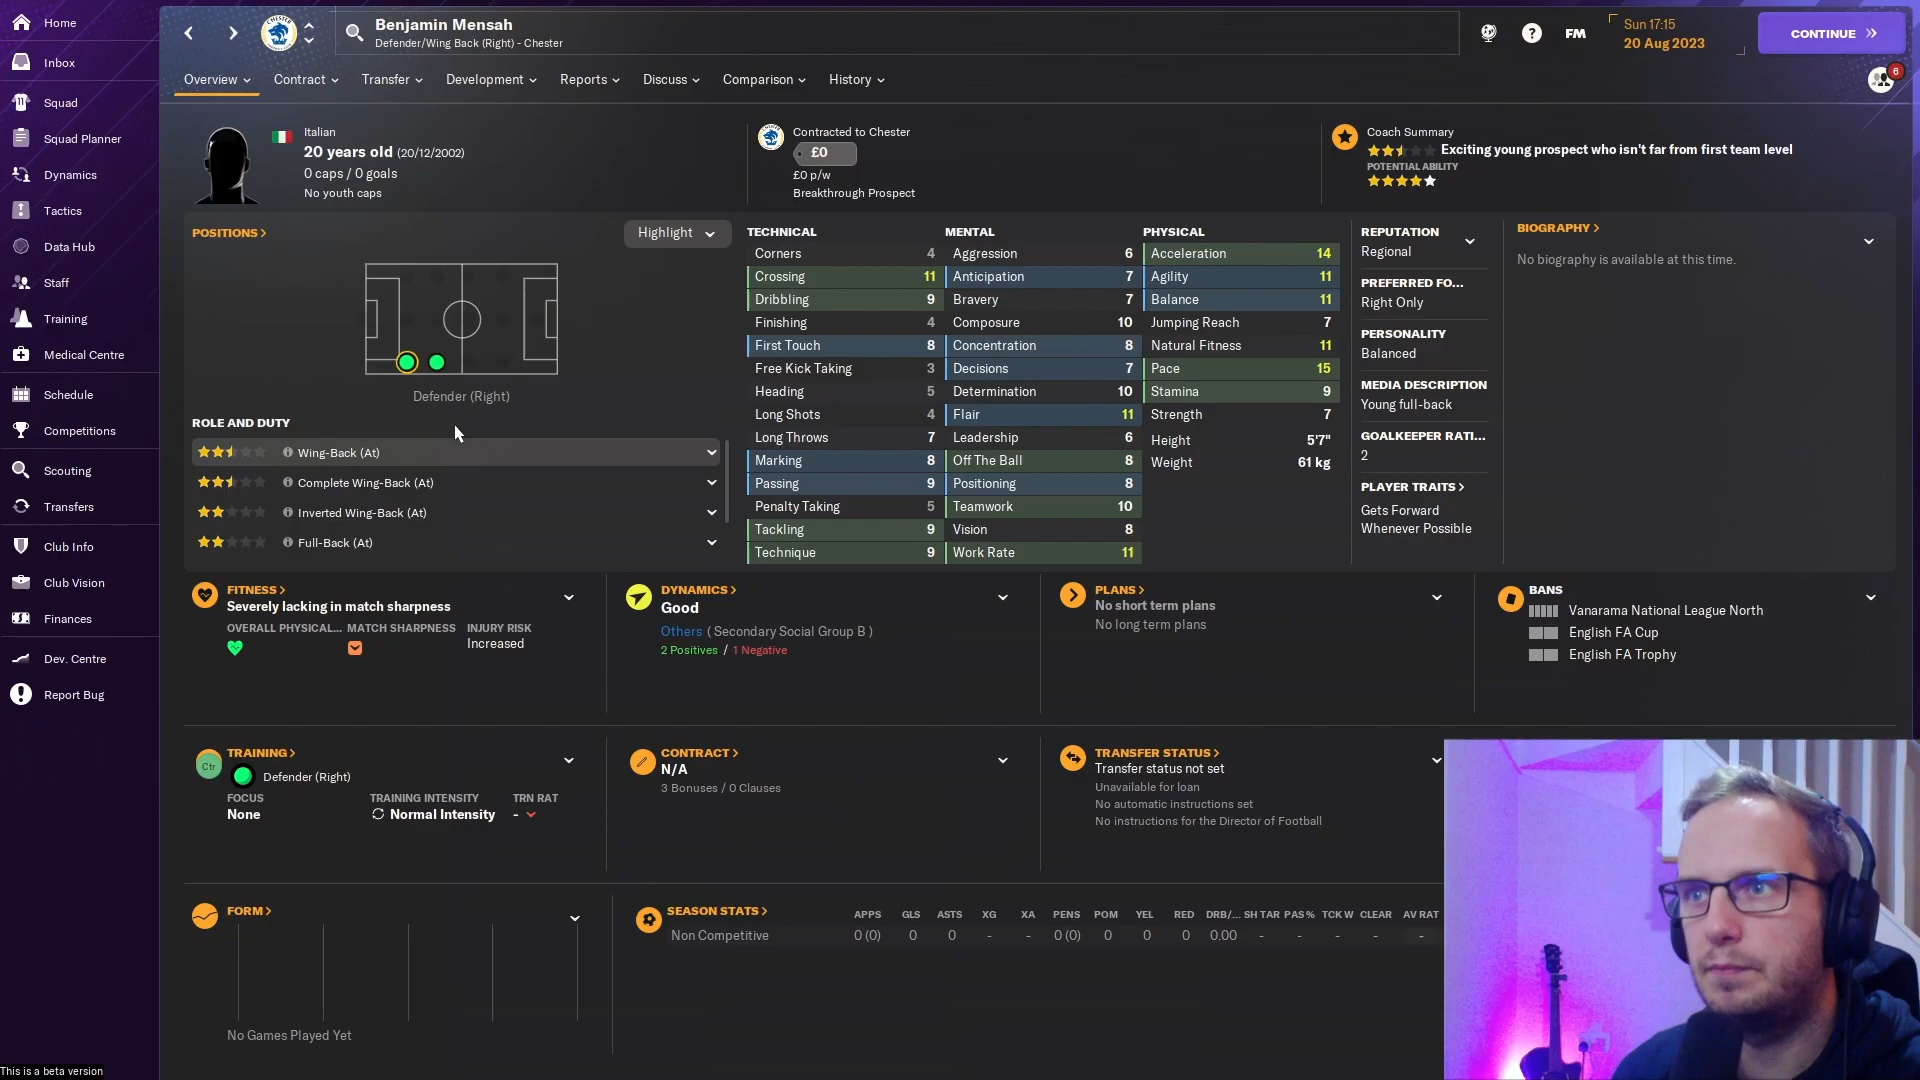 Home
Inbox
Squad
Squad Planner
Dynamics
Tactics
Data Hub
Staff
Training
Medical Centre
Schedule
Competitions
Scouting
Transfers
Club Info
Club Vision
Finances
Dev. Centre
Report Bug
This is a beta version
Benjamin Mensah
Defender/Wing Back (Right) - Chester
? FM
Sun 17:15
20 Aug 2023
CONTINUE
6
Overview Contract Transfer Development Reports Discuss Comparison History
Italian
20 years old (20/12/2002)
0 caps / 0 goals
No youth caps
CHESTER
Contracted to Chester
£0
£0 p/w
Breakthrough Prospect
Coach Summary
Exciting young prospect who isn't far from first team level
POTENTIAL ABILITY
POSITIONS >
Highlight
Defender (Right)
ROLE AND DUTY
Wing-Back (At)
Complete Wing-Back (At)
Inverted Wing-Back (At)
Full-Back (At)
TECHNICAL
Corners 4
Crossing 11
Dribbling 9
Finishing 4
First Touch 8
Free Kick Taking 3
Heading 5
Long Shots 4
Long Throws 7
Marking 8
Passing 9
Penalty Taking 5
Tackling 9
Technique 9
MENTAL
Aggression 6
Anticipation 7
Bravery 7
Composure 10
Concentration 8
Decisions 7
Determination 10
Flair 11
Leadership 6
Off The Ball 8
Positioning 8
Teamwork 10
Vision 8
Work Rate 11
PHYSICAL
Acceleration 14
Agility 11
Balance 11
Jumping Reach 7
Natural Fitness 11
Pace 15
Stamina 9
Strength 7
Height 5'7"
Weight 61 kg
REPUTATION
Regional
PREFERRED FO...
Right Only
PERSONALITY
Balanced
MEDIA DESCRIPTION
Young full-back
GOALKEEPER RATI...
2
PLAYER TRAITS >
Gets Forward
Whenever Possible
BIOGRAPHY >
No biography is available at this time.
FITNESS >
Severely lacking in match sharpness
OVERALL PHYSICAL... MATCH SHARPNESS INJURY RISK
Increased
DYNAMICS >
Good
Others ( Secondary Social Group B )
2 Positives / 1 Negative
PLANS >
No short term plans
No long term plans
BANS
Vanarama National League North
English FA Cup
English FA Trophy
Ctr
TRAINING >
Defender (Right)
FOCUS TRAINING INTENSITY TRN RAT
None Normal Intensity -
CONTRACT >
N/A
3 Bonuses / 0 Clauses
TRANSFER STATUS >
Transfer status not set
Unavailable for loan
No automatic instructions set
No instructions for the Director of Football
FORM >
No Games Played Yet
SEASON STATS > APPS GLS ASTS XG XA PENS POM YEL RED DRB/... SH TAR PAS % TCK W CLEAR AV RAT
Non Competitive 0 (0) 0 0 - - 0 (0) 0 0 0 0.00 - - - - -